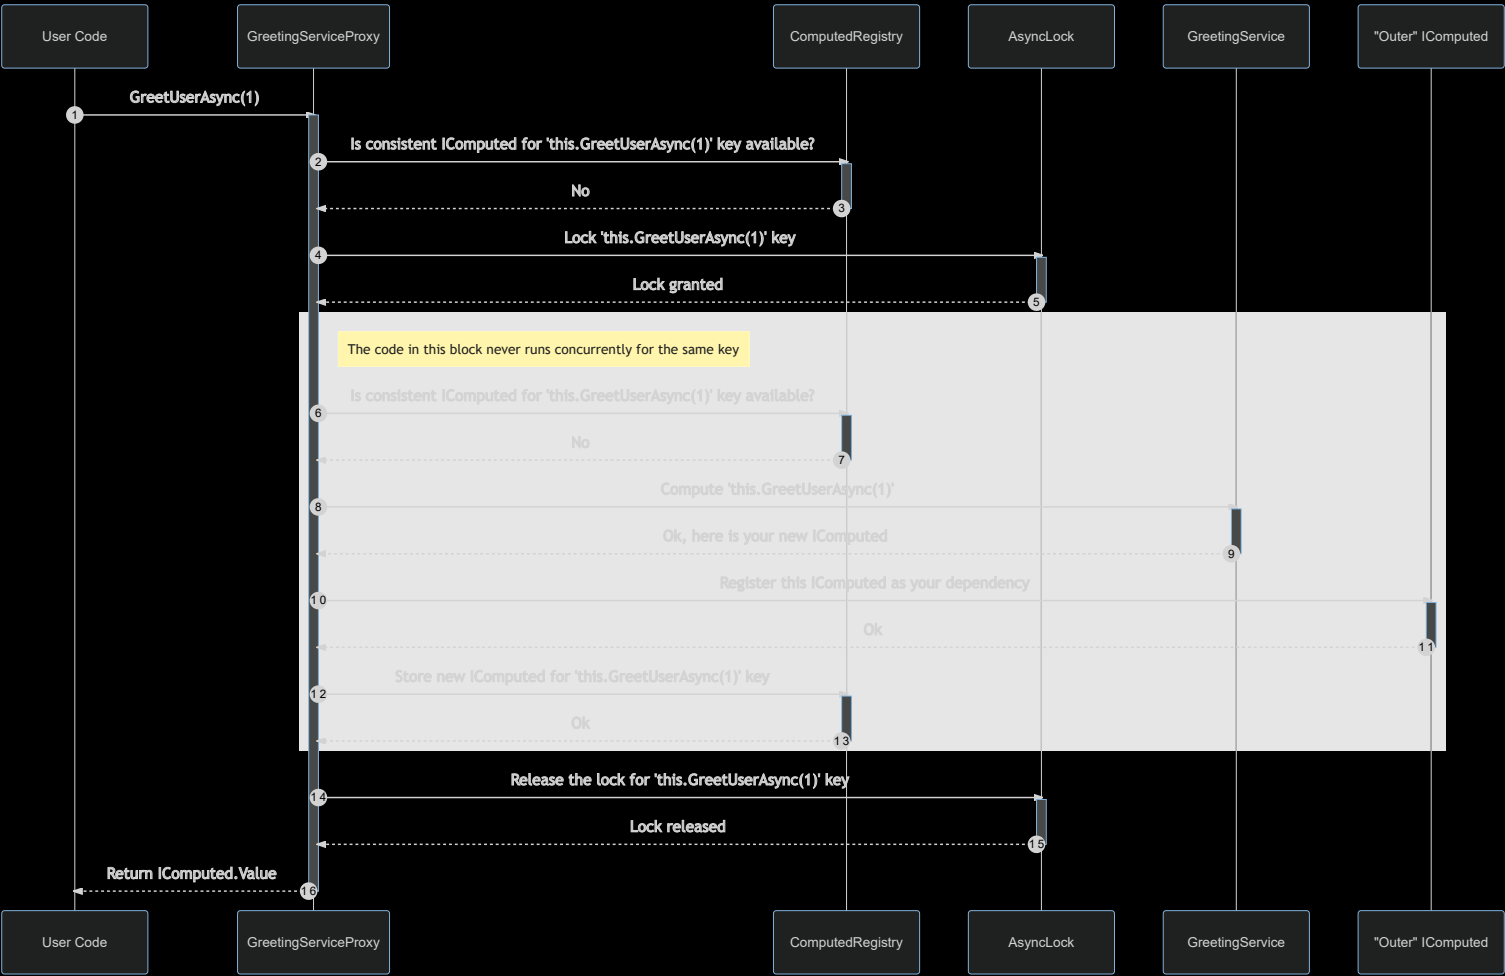 User Code
GreetingServiceProxy
ComputedRegistry
AsyncLock
GreetingService
"Outer" IComputed
GreetUserAsync(1)
1
Is consistent IComputed for 'this.GreetUserAsync(1)' key available?
2
No
3
Lock 'this.GreetUserAsync(1)' key
4
Lock granted
5
The code in this block never runs concurrently for the same key
Is consistent IComputed for 'this.GreetUserAsync(1)' key available?
6
No
7
Compute 'this.GreetUserAsync(1)'
8
Ok, here is your new IComputed
9
Register this IComputed as your dependency
10
Ok
11
Store new IComputed for 'this.GreetUserAsync(1)' key
12
Ok
13
Release the lock for 'this.GreetUserAsync(1)' key
14
Lock released
15
Return IComputed.Value
16
User Code
GreetingServiceProxy
ComputedRegistry
AsyncLock
GreetingService
"Outer" IComputed